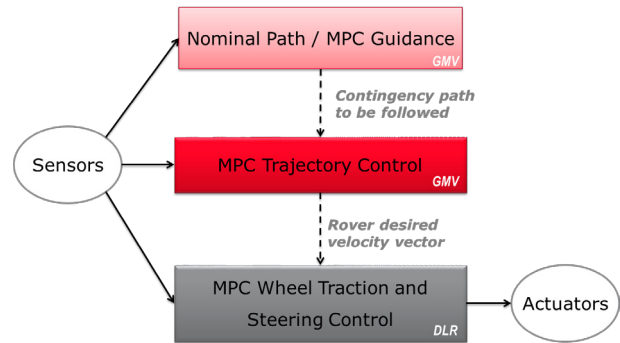 Nominal Path / MPC Guidance
GMV
Contingency path
to be followed
Sensors
MPC Trajectory Control
GMV
Rover desired
velocity vector
MPC Wheel Traction and
Steering Control
DLR
Actuators